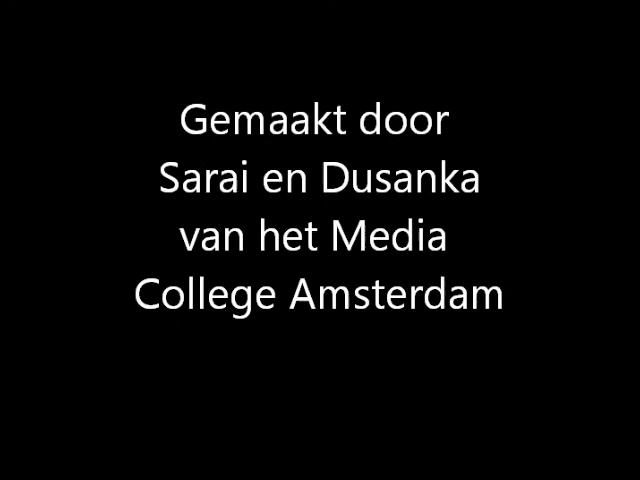 Gemaakt door
Sarai en Dusanka
van het Media
College Amsterdam